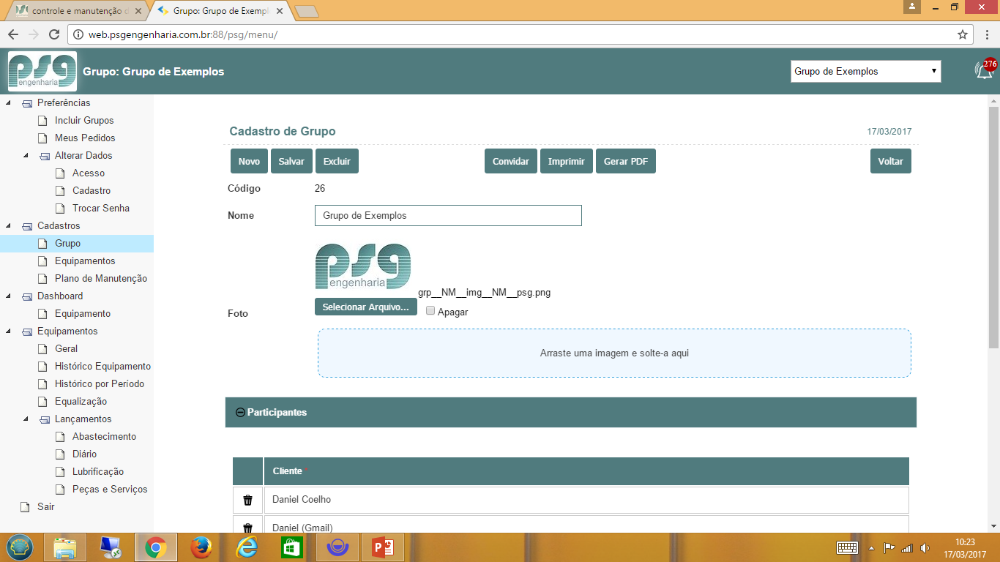 controle e manutenção d
Grupo: Grupo de Exempl
web.psgengenharia.com.br:88/psg/menu/
psg
engenharia
Grupo: Grupo de Exemplos
Grupo de Exemplos
276
Preferências
Incluir Grupos
Meus Pedidos
Alterar Dados
Acesso
Cadastro
Trocar Senha
Cadastros
Grupo
Equipamentos
Plano de Manutenção
Dashboard
Equipamento
Equipamentos
Geral
Histórico Equipamento
Histórico por Período
Equalização
Lançamentos
Abastecimento
Diário
Lubrificação
Peças e Serviços
Sair
Cadastro de Grupo 17/03/2017
Novo Salvar Excluir Convidar Imprimir Gerar PDF Voltar
Código 26
Nome Grupo de Exemplos
psg
engenharia
grp__NM__img__NM__psg.png
Foto Selecionar Arquivo... Apagar
Arraste uma imagem e solte-a aqui
Participantes
Cliente *
Daniel Coelho
Daniel (Gmail)
10:23
17/03/2017